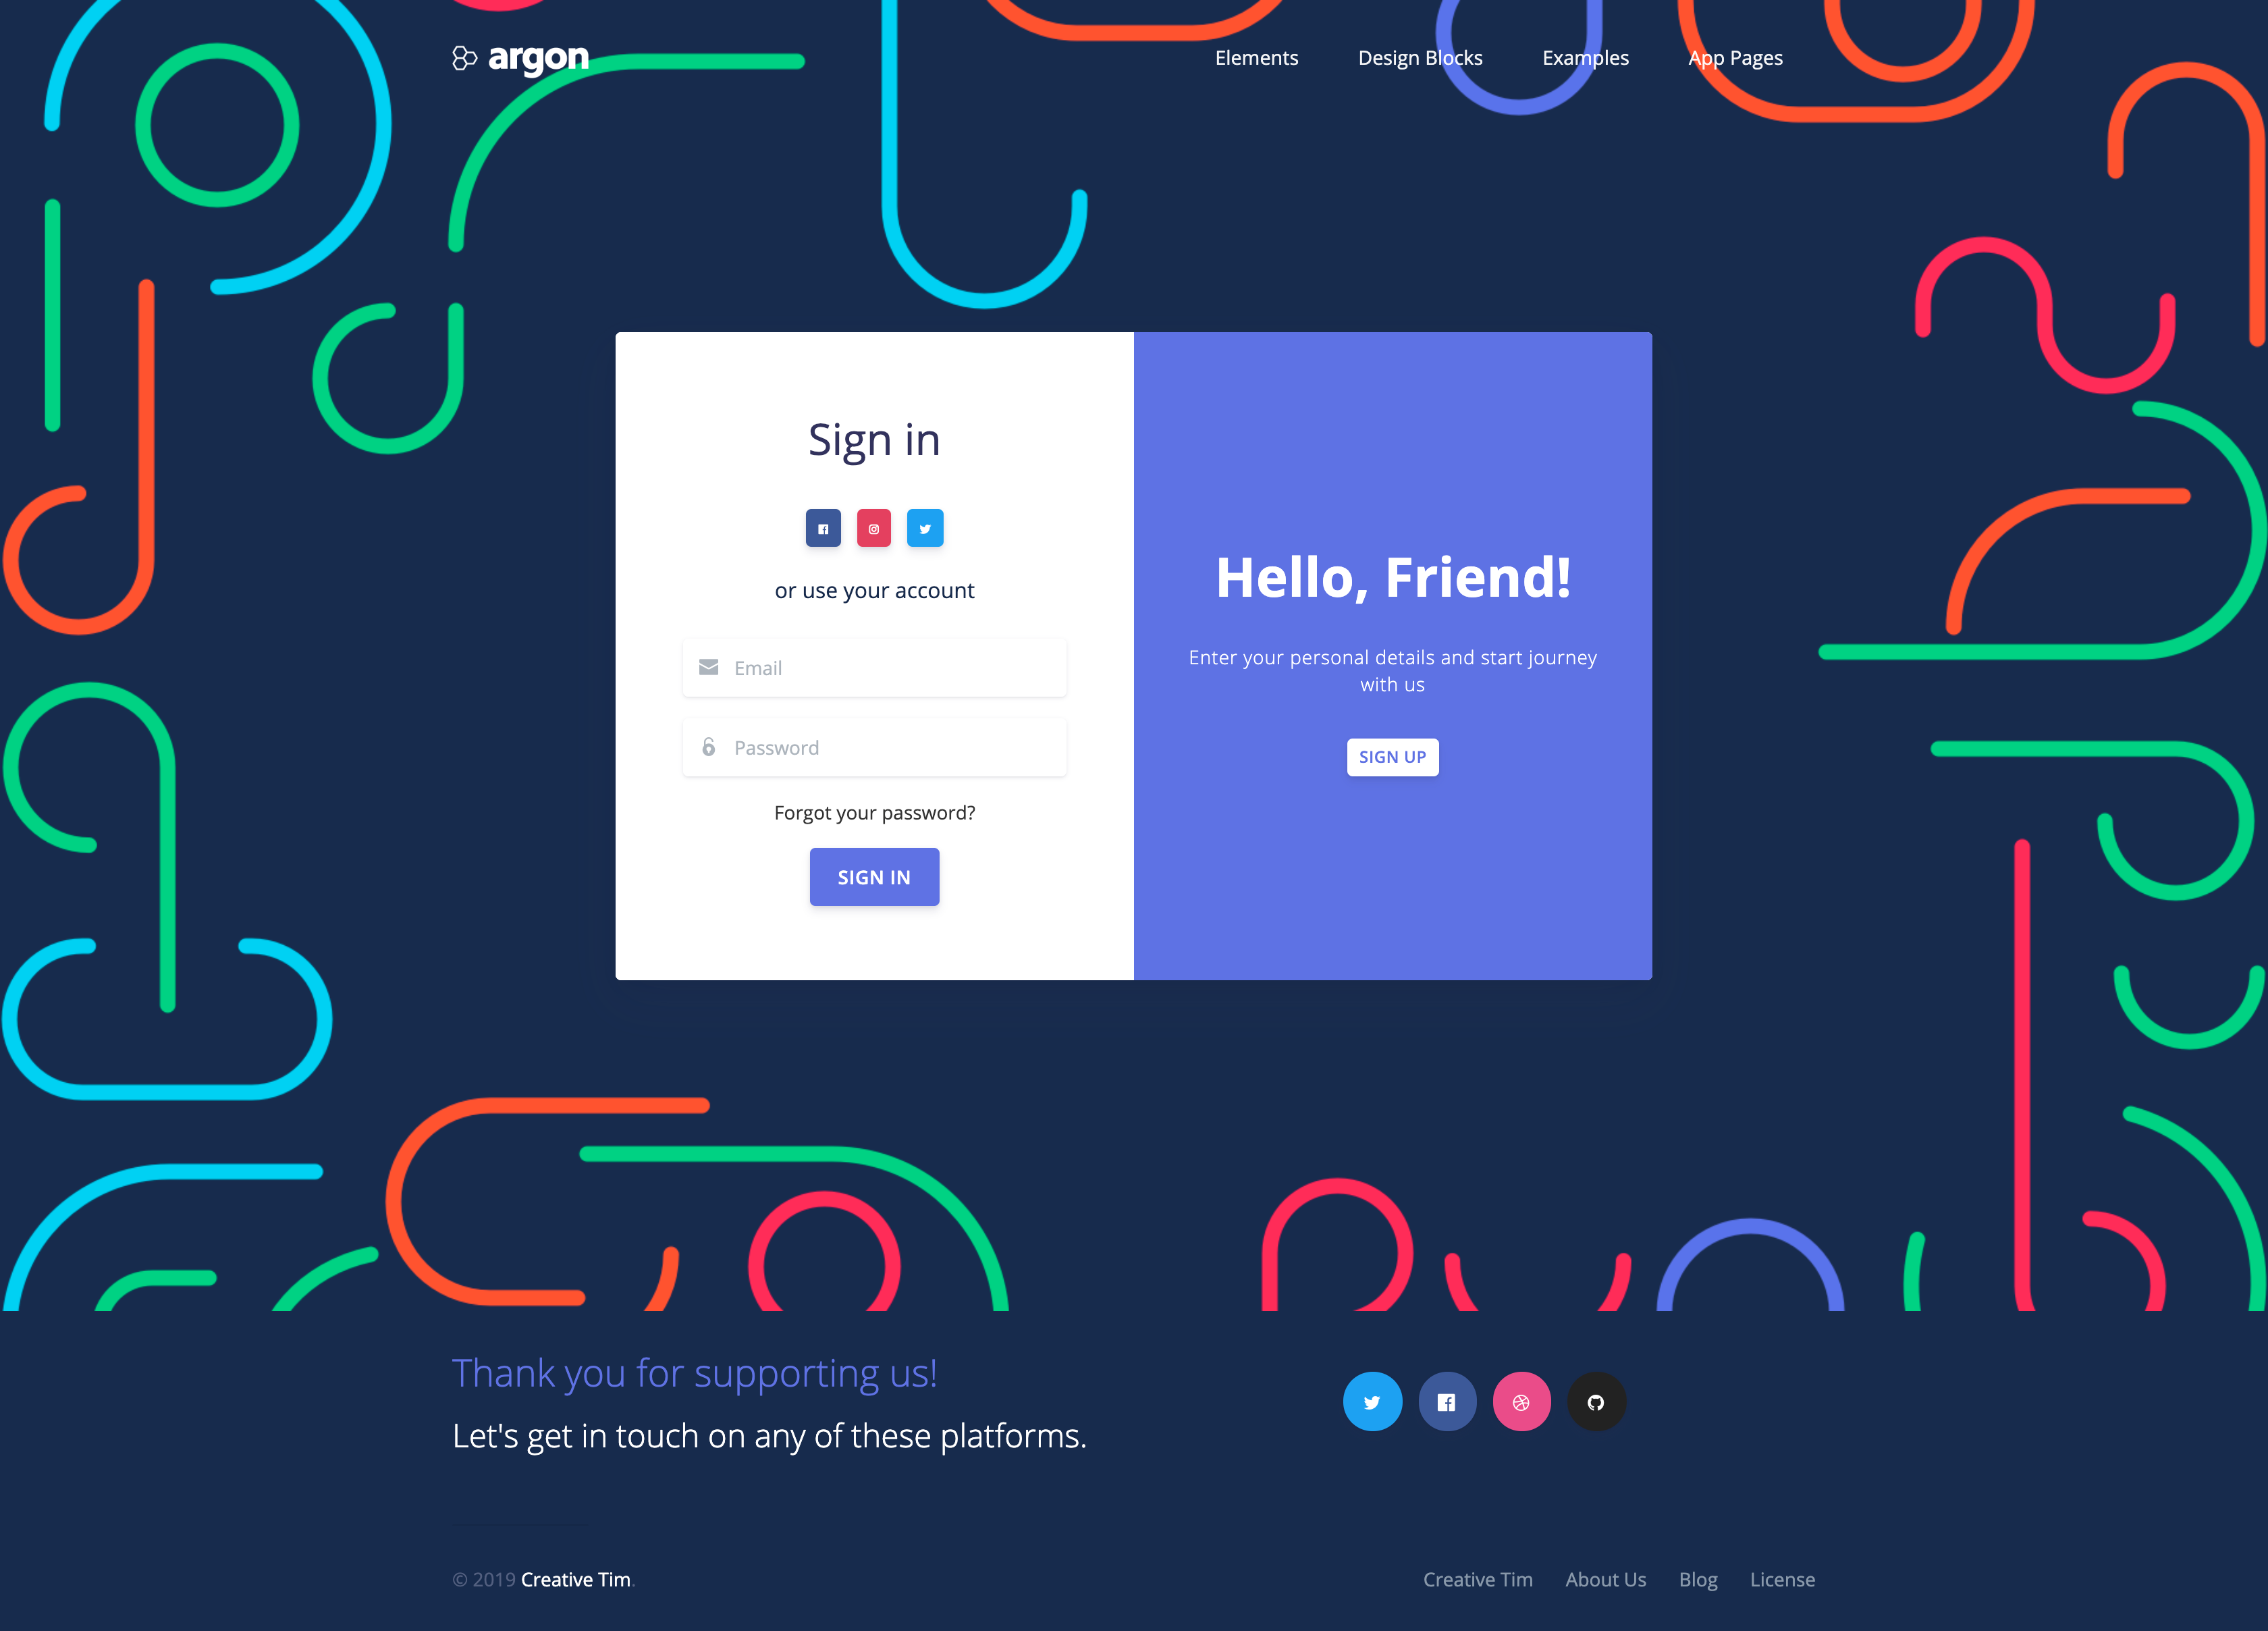 argon
Elements
Design Blocks
Examples
App Pages
Sign in
or use your account
Email
Password
Forgot your password?
SIGN IN
Hello, Friend!
Enter your personal details and start journey
with us
SIGN UP
Thank you for supporting us!
Let's get in touch on any of these platforms.
© 2019 Creative Tim.
Creative Tim
About Us
Blog
License